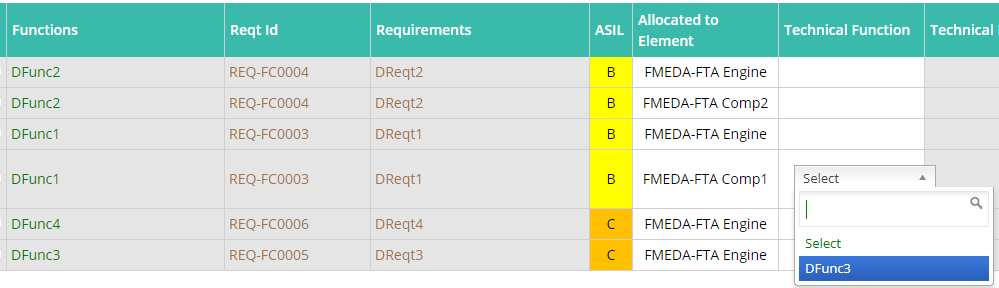 Functions Reqt Id Requirements ASIL Allocated to Element Technical Function Technical
DFunc2 REQ-FC0004 DReqt2 B FMEDA-FTA Engine
DFunc2 REQ-FC0004 DReqt2 B FMEDA-FTA Comp2
DFunc1 REQ-FC0003 DReqt1 B FMEDA-FTA Engine
DFunc1 REQ-FC0003 DReqt1 B FMEDA-FTA Comp1 Select
DFunc4 REQ-FC0006 DReqt4 C FMEDA-FTA Engine
Select
DFunc3 REQ-FC0005 DReqt3 C FMEDA-FTA Engine
DFunc3